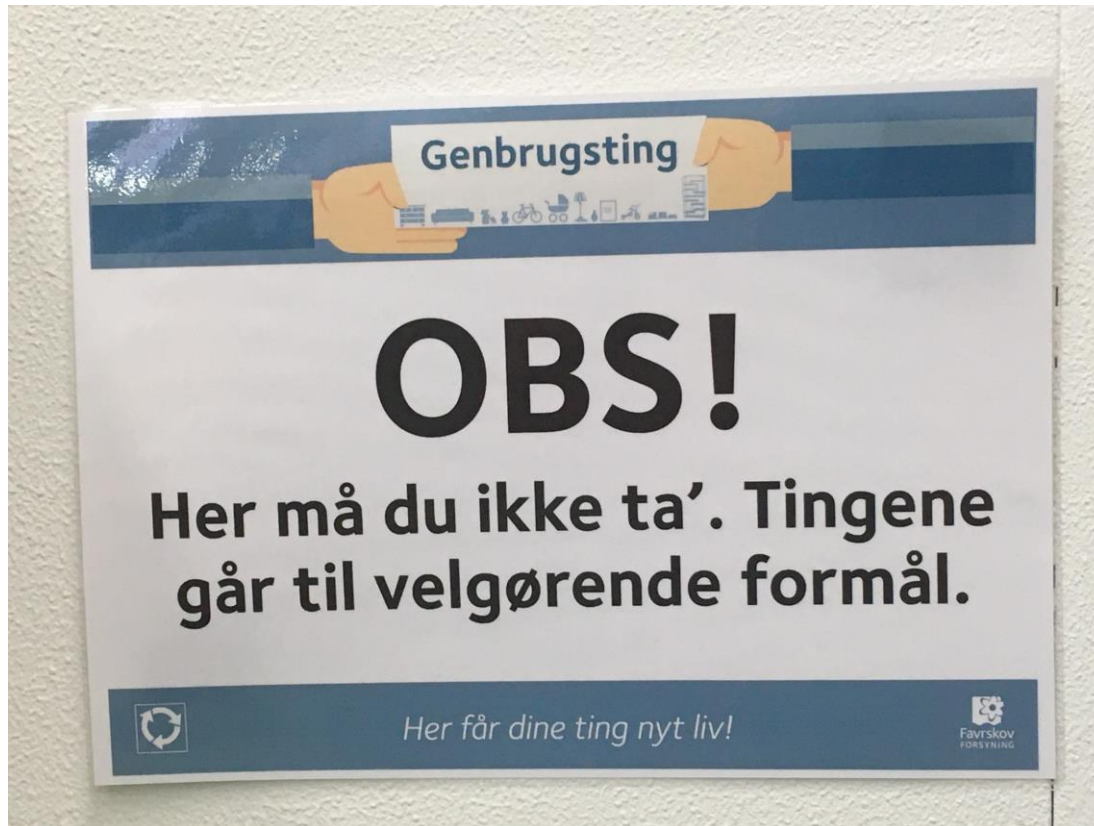 Genbrugsting
OBS!
Her må du ikke ta'. Tingene
går til velgørende formål.
Her får dine ting nyt liv!
Favrskov
FORSYNING